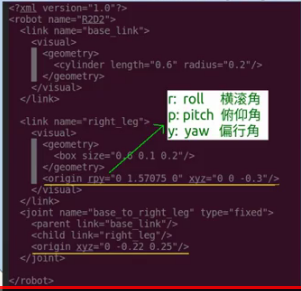 <?xml version="1.0"?>
<robot name="R2D2">
<link name="base_link">
<visual>
<geometry>
<cylinder length="0.6" radius="0.2"/>
</geometry>
</visual>
</link>
<link name="right_leg">
<visual>
<geometry>
<box size="0.6 0.1 0.2"/>
</geometry>
<origin rpy="0 1.57075 0" xyz="0 0 -0.3"/>
</visual>
</link>
<joint name="base_to_right_leg" type="fixed">
<parent link="base_link"/>
<child link="right_leg"/>
<origin xyz="0 -0.22 0.25"/>
</joint>
</robot>
r: roll 横滚角
p: pitch 俯仰角
y: yaw 偏行角